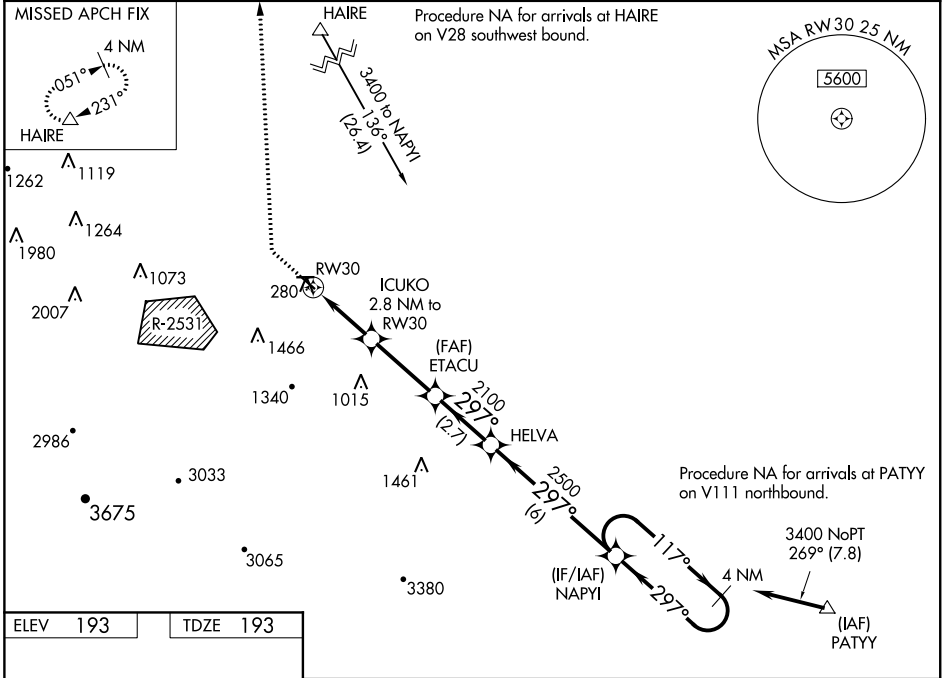 MISSED APCH FIX
4 NM
051°
231°
HAIRE
HAIRE
3400 to NAPYI
136°
(26.4)
Procedure NA for arrivals at HAIRE
on V28 southwest bound.
MSA RW30 25 NM
5600
1262
1119
1264
1980
1073
2007
R-2531
280
RW30
ICUKO
2.8 NM to
RW30
1466
(FAF)
ETACU
1340
1015
2100
297°
(2.7)
HELVA
2986
3033
1461
2500
297°
(6)
Procedure NA for arrivals at PATYY
on V111 northbound.
3675
3400 NoPT
269° (7.8)
117°
4 NM
297°
3065
3380
(IF/IAF)
NAPYI
(IAF)
PATYY
ELEV 193
TDZE 193